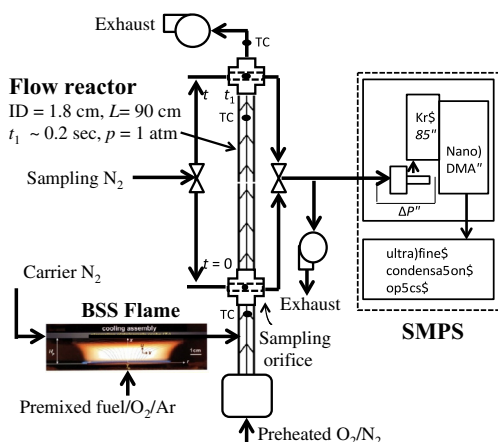 Exhaust
TC
Flow reactor
ID = 1.8 cm, L= 90 cm
t₁ ~ 0.2 sec, p = 1 atm
t
t₁
TC
Kr$
85"
Nano)
DMA"
Sampling N₂
ΔP"
ultra)fine$
condensa5on$
op5cs$
SMPS
t = 0
Exhaust
Carrier N₂
BSS Flame
TC
Sampling
orifice
cooling assembly
1 cm
Premixed fuel/O₂/Ar
Preheated O₂/N₂